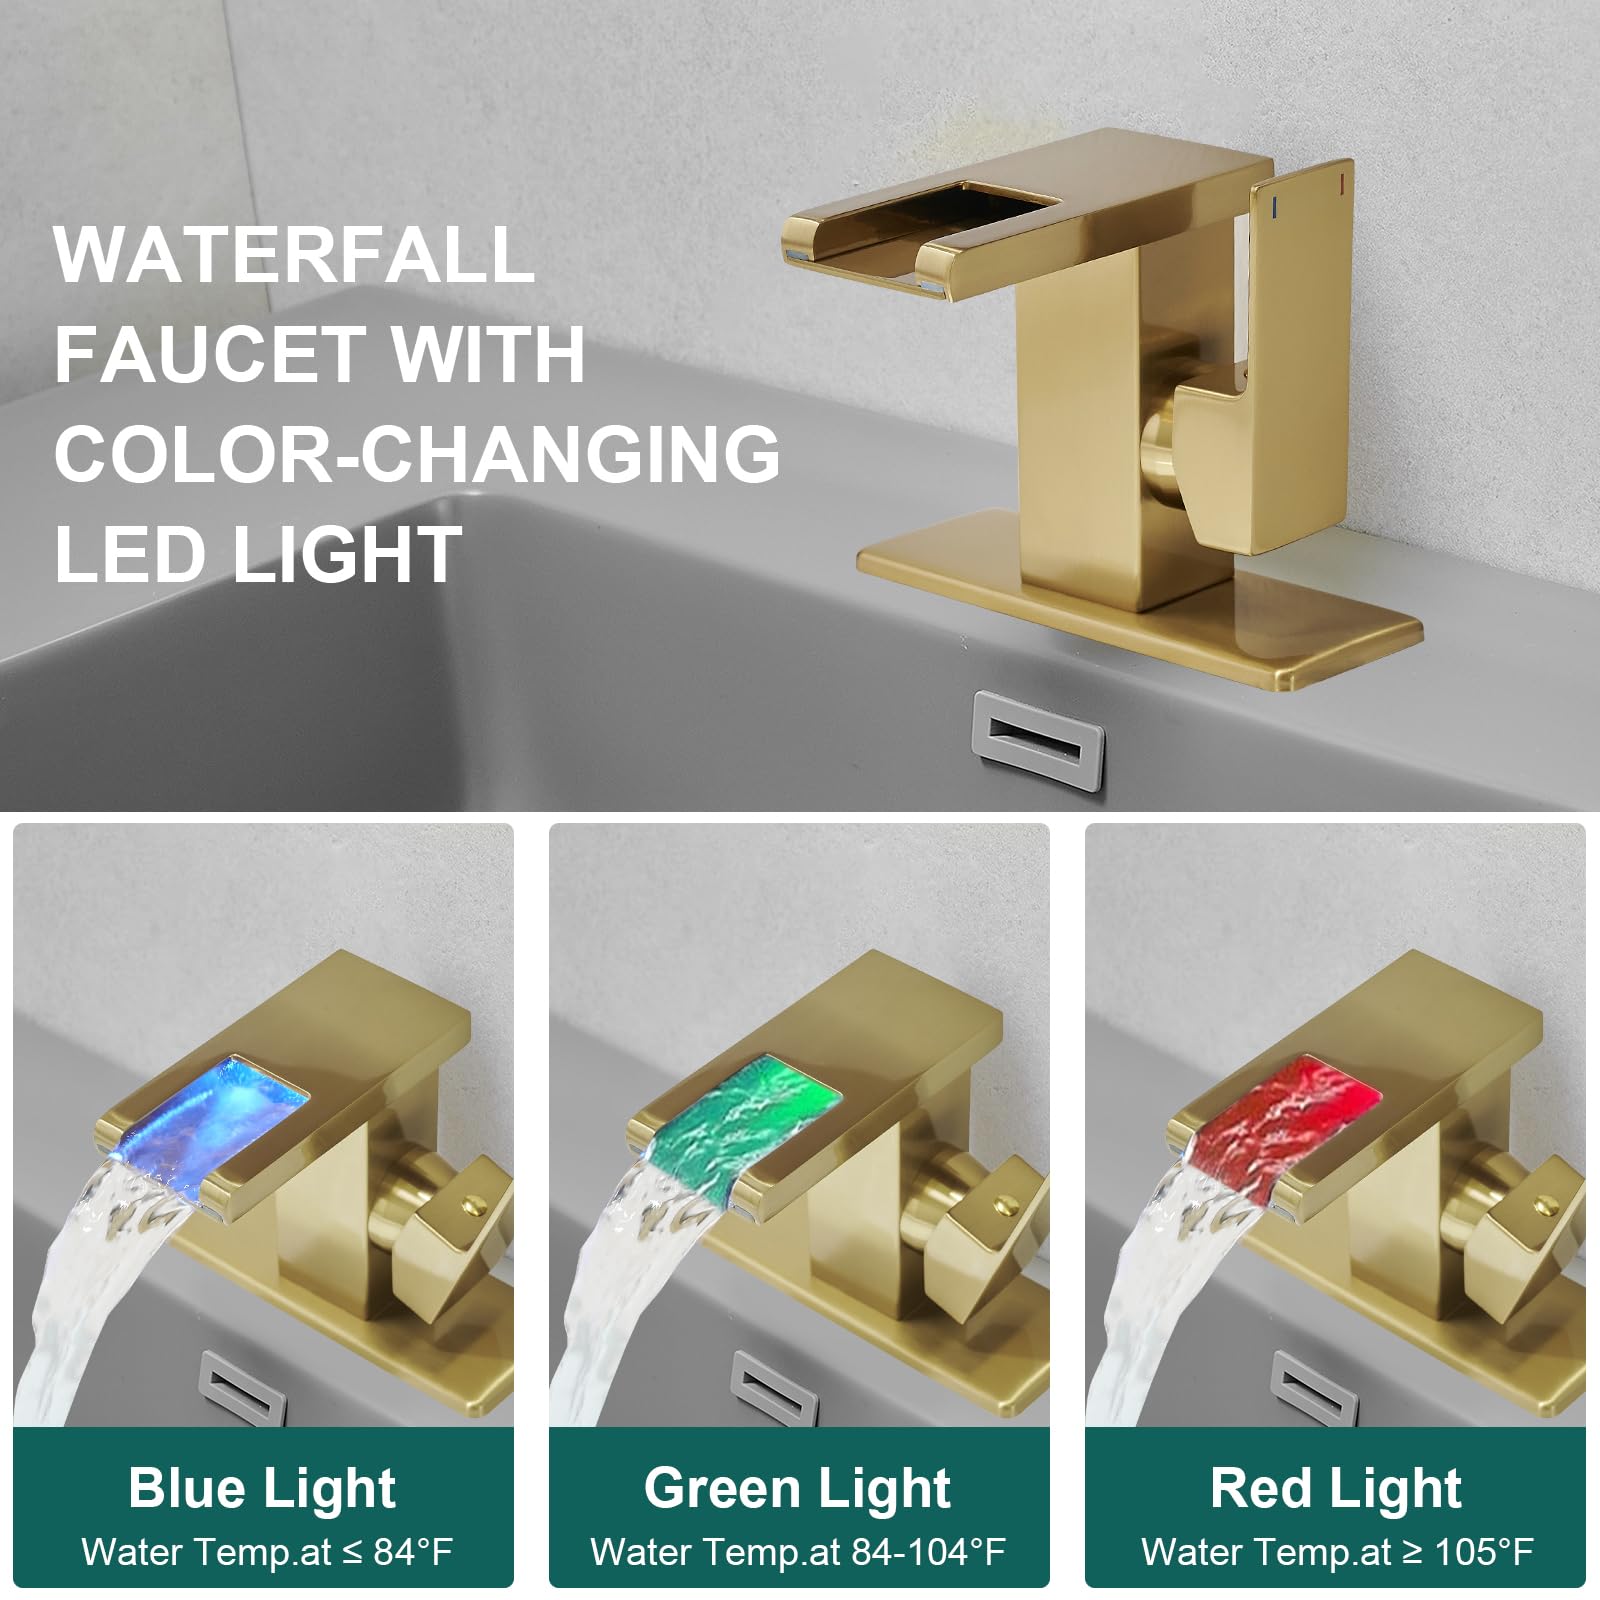 WATERFALL
FAUCET WITH
COLOR-CHANGING
LED LIGHT
Blue Light
Water Temp.at ≤ 84°F
Green Light
Water Temp.at 84-104°F
Red Light
Water Temp.at ≥ 105°F